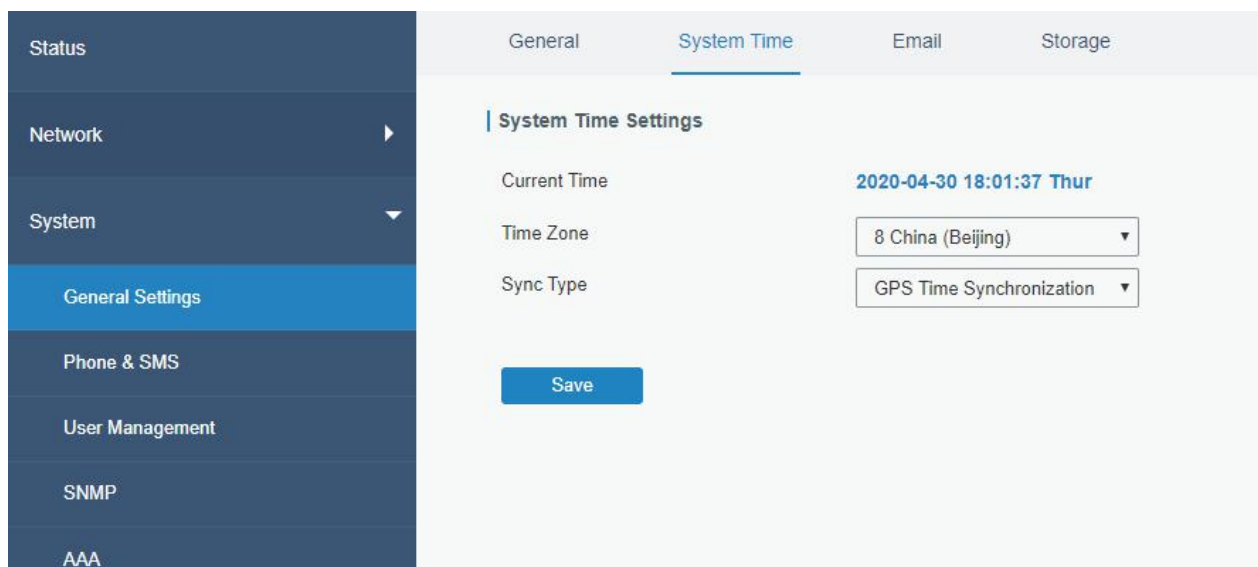 Status
Network
System
General Settings
Phone & SMS
User Management
SNMP
AAA
General System Time Email Storage
System Time Settings
Current Time 2020-04-30 18:01:37 Thur
Time Zone 8 China (Beijing)
Sync Type GPS Time Synchronization
Save